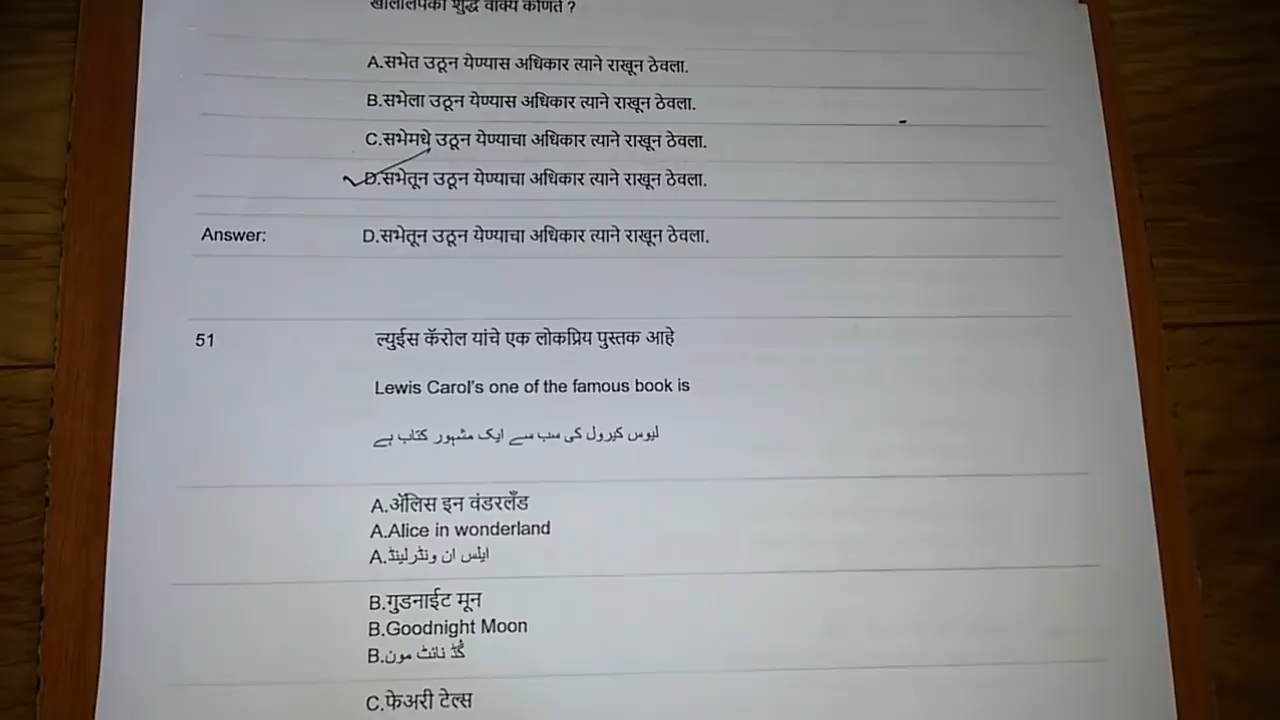 खालीलपैकी शुद्ध वाक्य कोणते ?
A.सभेत उठून येण्यास अधिकार त्याने राखून ठेवला.
B.सभेला उठून येण्यास अधिकार त्याने राखून ठेवला.
C.सभेमधे उठून येण्याचा अधिकार त्याने राखून ठेवला.
D.सभेतून उठून येण्याचा अधिकार त्याने राखून ठेवला.
Answer: D.सभेतून उठून येण्याचा अधिकार त्याने राखून ठेवला.
51 ल्युईस कॅरोल यांचे एक लोकप्रिय पुस्तक आहे
Lewis Carol's one of the famous book is
لیوس کیرول کی سب سے ایک مشہور کتاب ہے
A.ॲलिस इन वंडरलँड
A.Alice in wonderland
A.ایلس ان ونڈرلینڈ
B.गुडनाईट मून
B.Goodnight Moon
B.گڈ نائٹ مون
C.फेअरी टेल्स